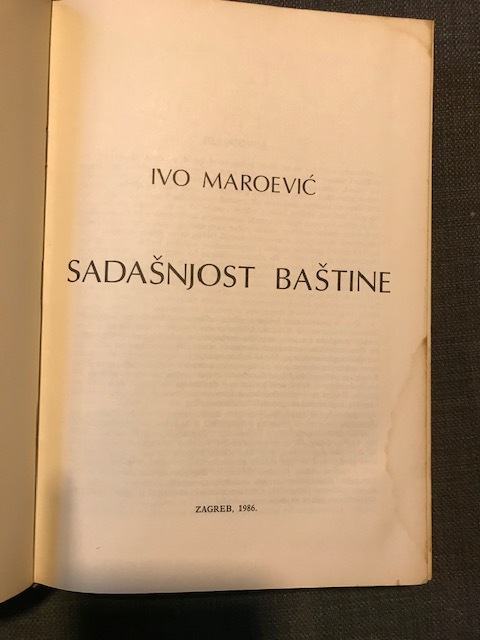 IVO MAROEVIĆ
SADAŠNJOST BAŠTINE
ZAGREB, 1986.